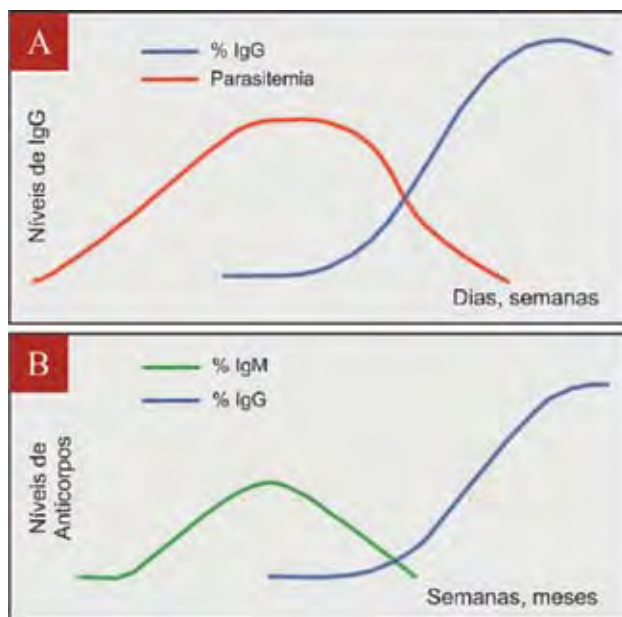 A
% IgG
Parasitemia
Níveis de IgG
Dias, semanas
B
% IgM
% IgG
Níveis de
Anticorpos
Semanas, meses